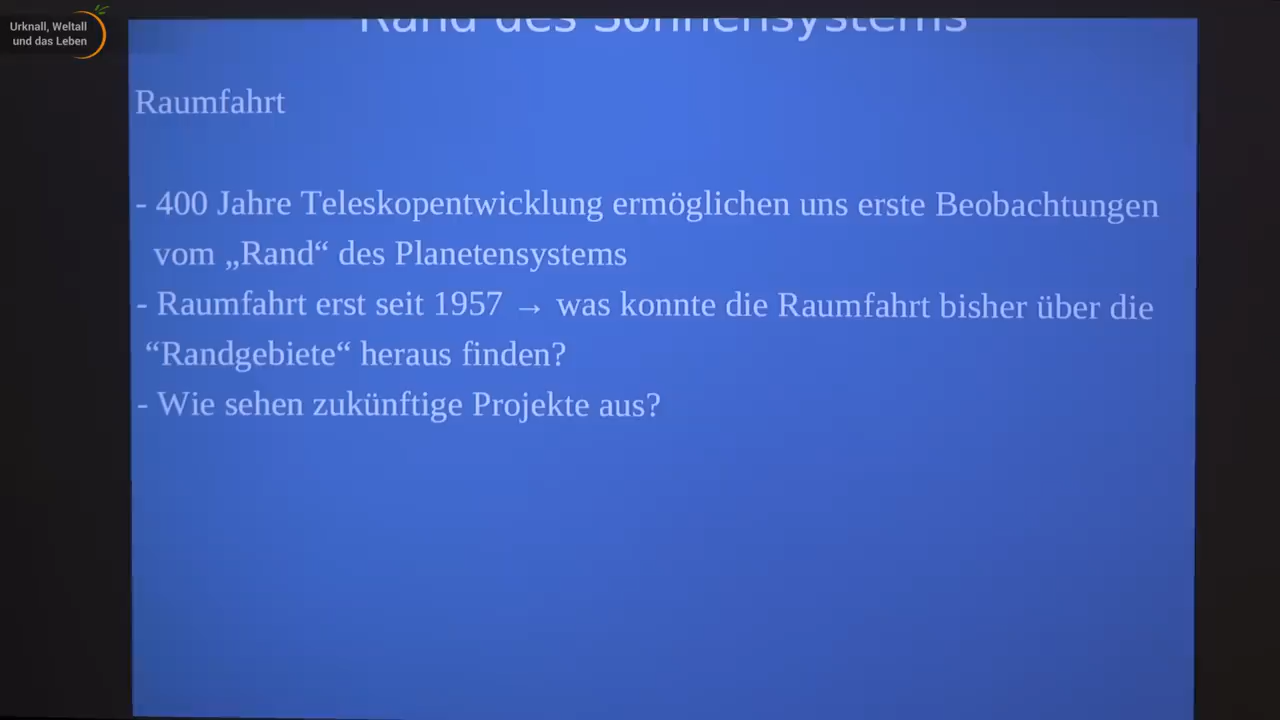 Urknall, Weltall
und das Leben
Rand des Sonnensystems
Raumfahrt
- 400 Jahre Teleskopentwicklung ermöglichen uns erste Beobachtungen
vom „Rand“ des Planetensystems
- Raumfahrt erst seit 1957 → was konnte die Raumfahrt bisher über die
“Randgebiete“ heraus finden?
- Wie sehen zukünftige Projekte aus?